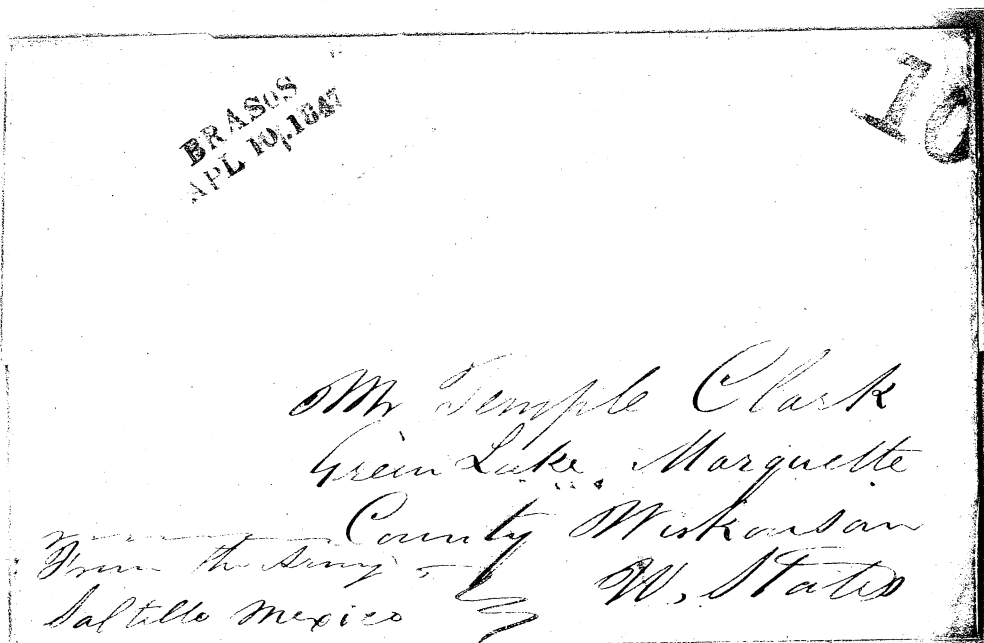 BRASOS
APL 10, 1847
10
Mr Temple Clark
Green Lake Marquette
County Wiskonsan
U, States
From the Army
Saltillo Mexico